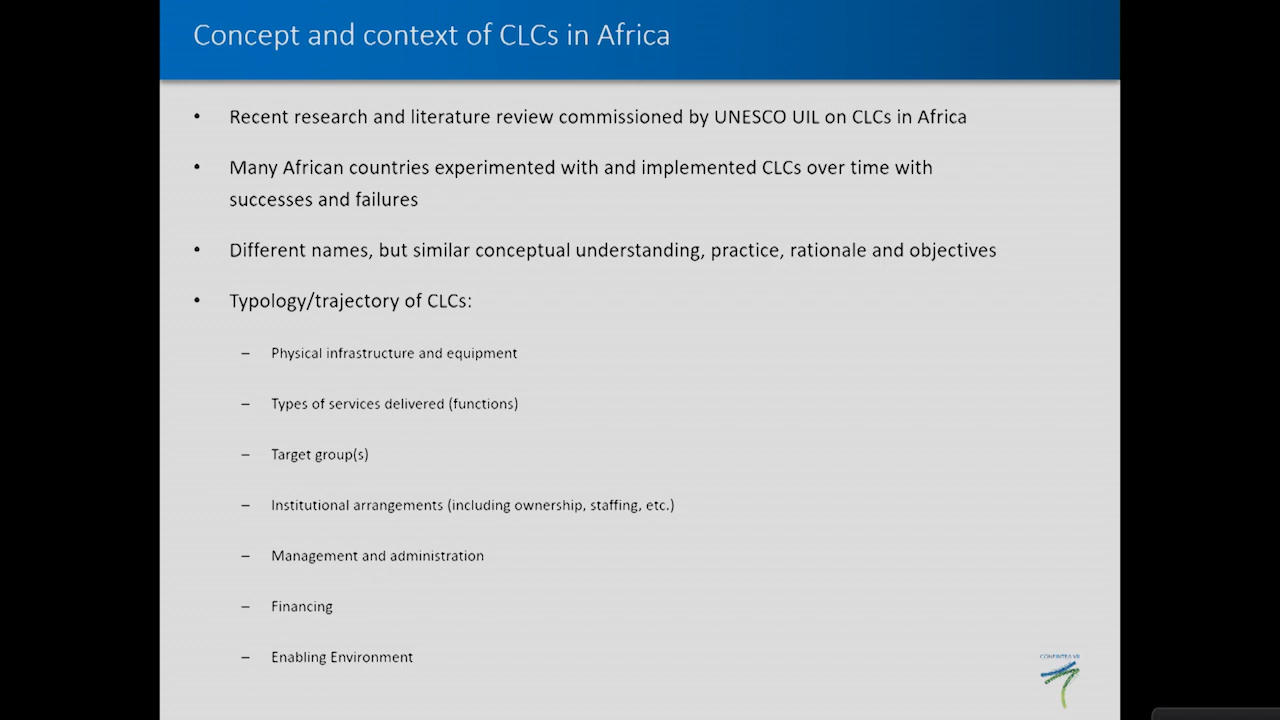 Concept and context of CLCs in Africa
• Recent research and literature review commissioned by UNESCO UIL on CLCs in Africa
• Many African countries experimented with and implemented CLCs over time with
successes and failures
• Different names, but similar conceptual understanding, practice, rationale and objectives
• Typology/trajectory of CLCs:
– Physical infrastructure and equipment
– Types of services delivered (functions)
– Target group(s)
– Institutional arrangements (including ownership, staffing, etc.)
– Management and administration
– Financing
– Enabling Environment
CONFINTEA VII